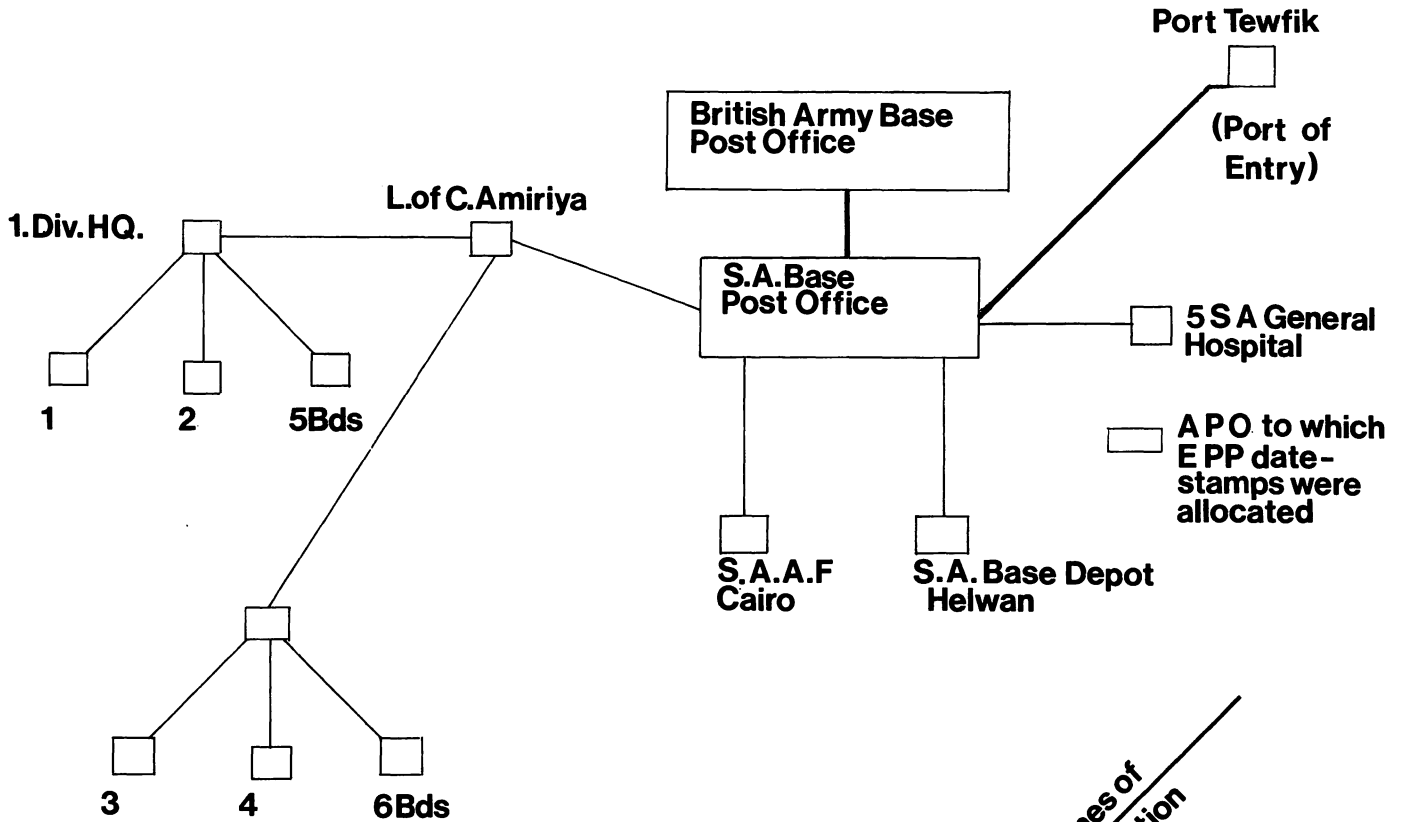 Port Tewfik
(Port of
Entry)
British Army Base
Post Office
L.of C.Amiriya
1.Div.HQ.
S.A.Base
Post Office
5 S A General
Hospital
1
2
5Bds
A P O to which
E PP date-
stamps were
allocated
S.A.A.F
Cairo
S.A. Base Depot
Helwan
3
4
6Bds